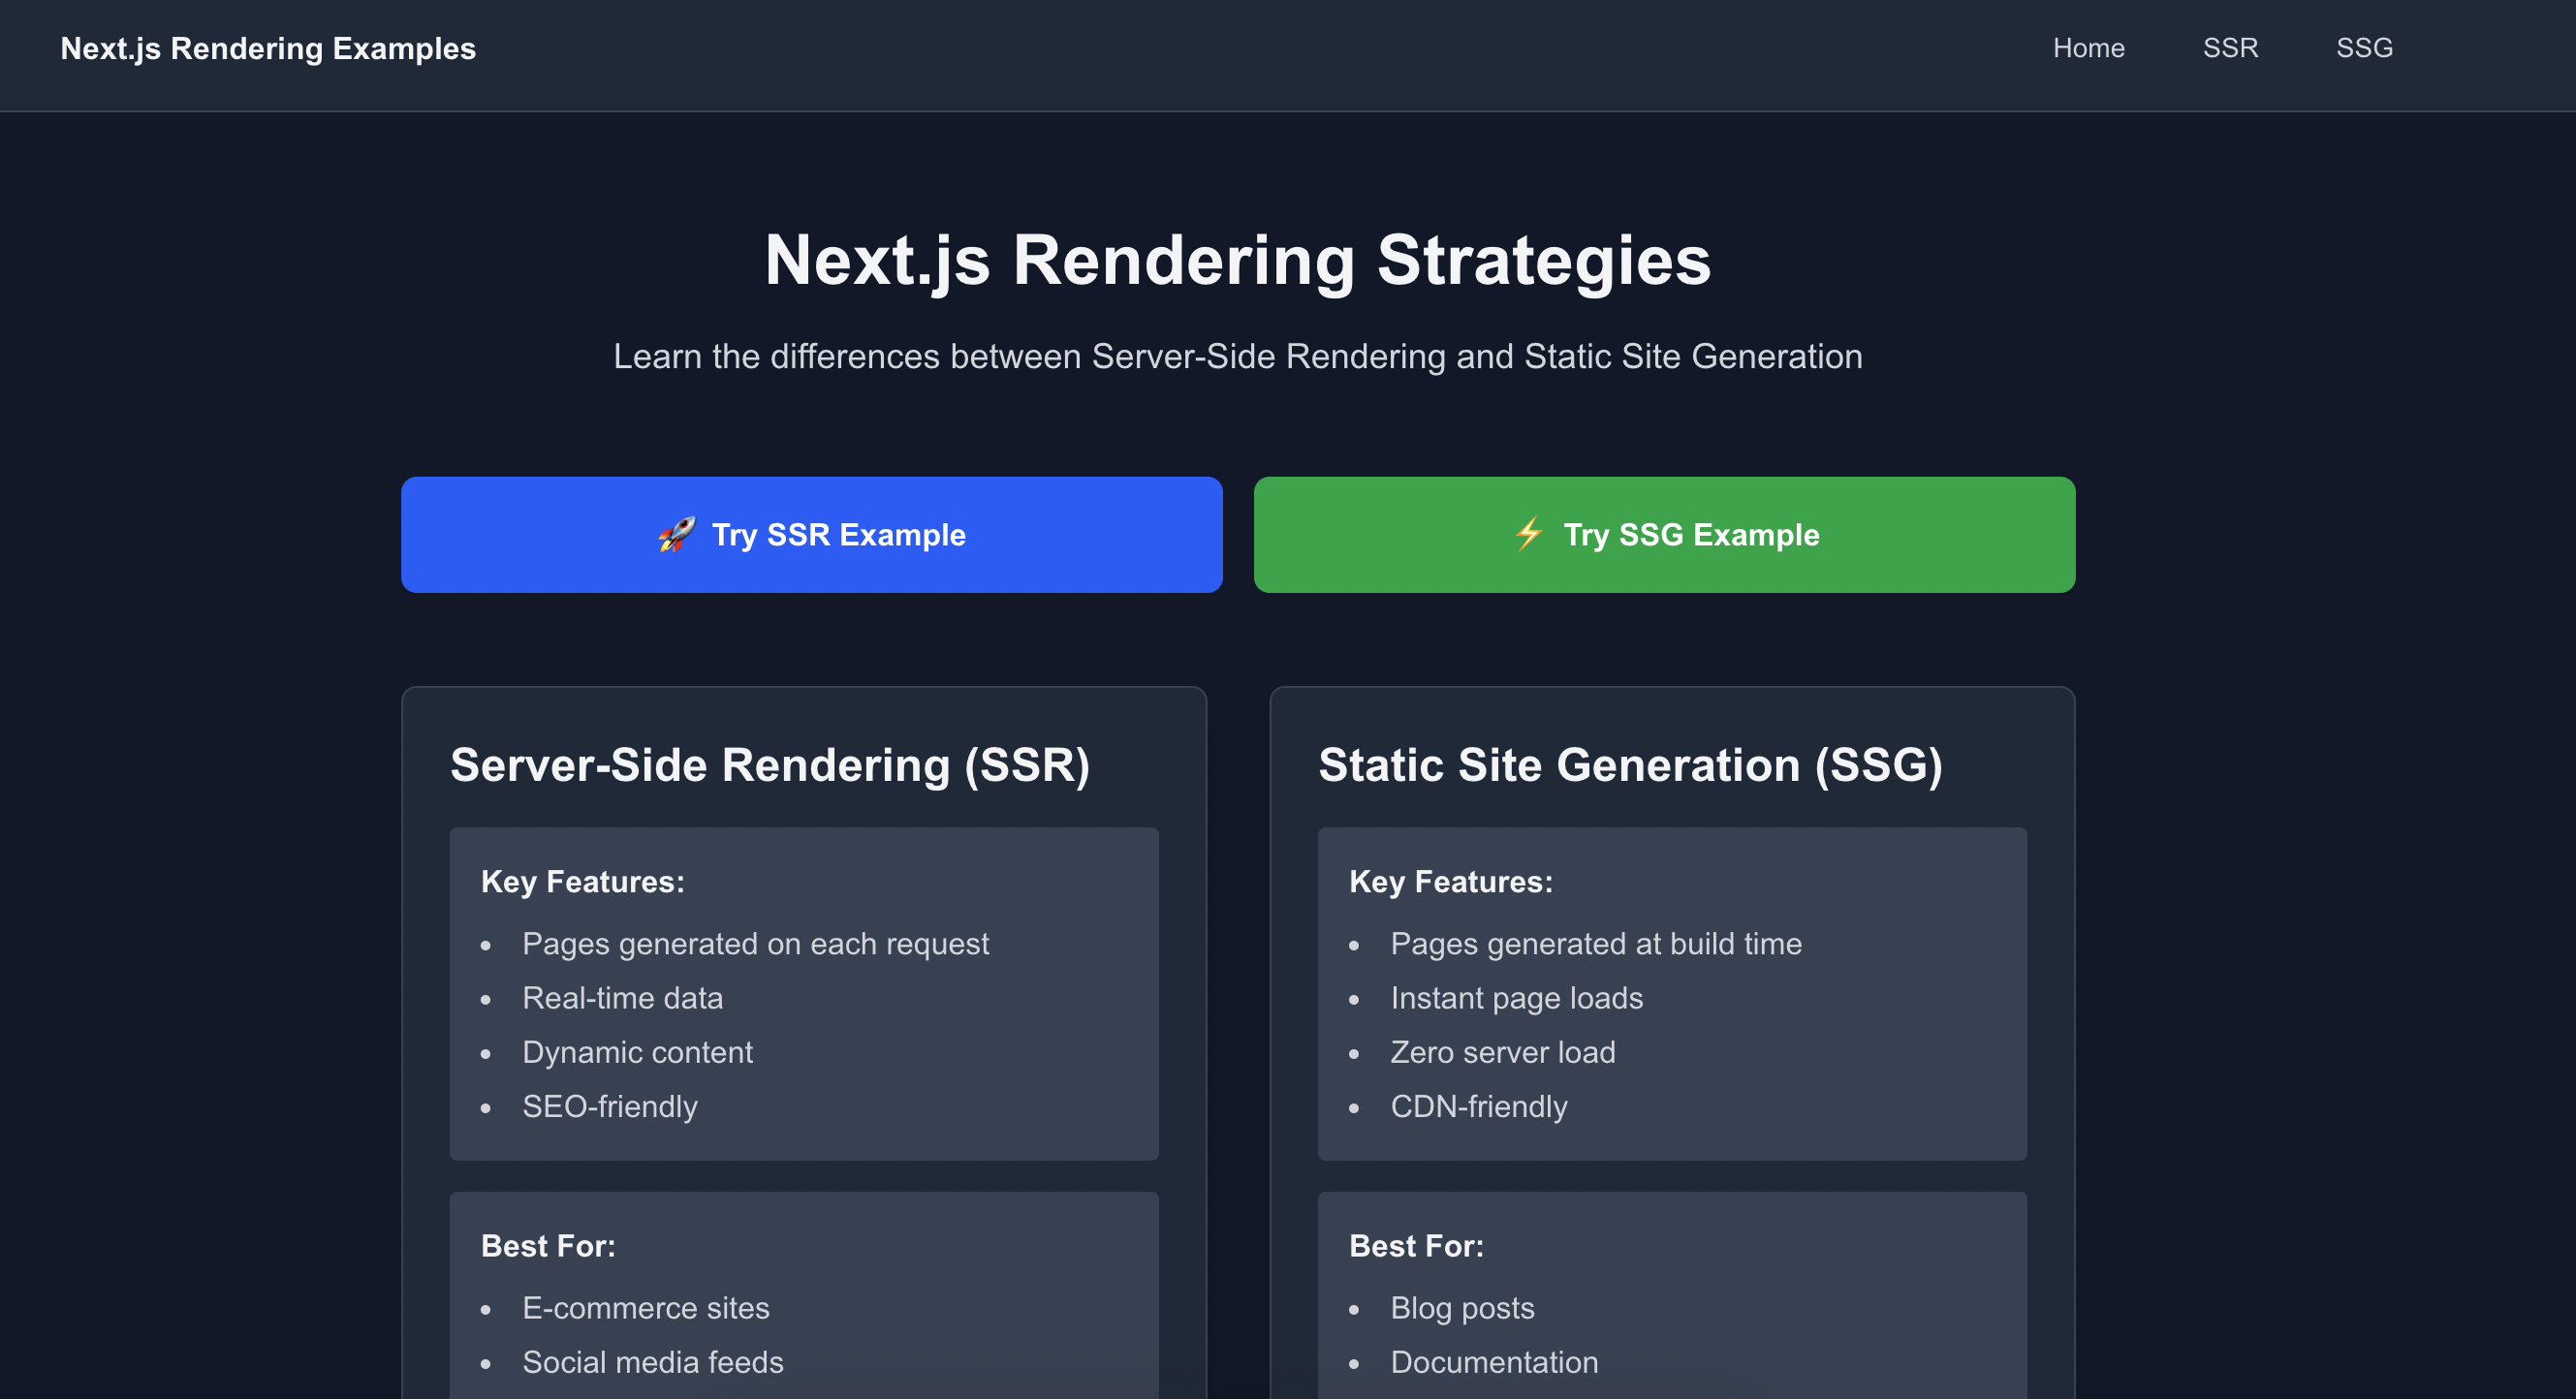 Next.js Rendering Examples
Home
SSR
SSG
Next.js Rendering Strategies
Learn the differences between Server-Side Rendering and Static Site Generation
🚀 Try SSR Example
⚡ Try SSG Example
Server-Side Rendering (SSR)
Key Features:
• Pages generated on each request
• Real-time data
• Dynamic content
• SEO-friendly
Best For:
• E-commerce sites
• Social media feeds
Static Site Generation (SSG)
Key Features:
• Pages generated at build time
• Instant page loads
• Zero server load
• CDN-friendly
Best For:
• Blog posts
• Documentation